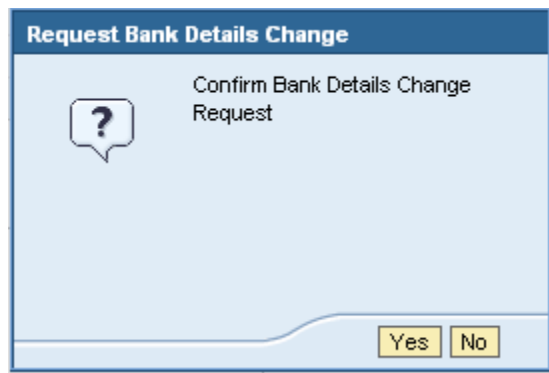 Request Bank Details Change
Confirm Bank Details Change
Request
?
Yes No